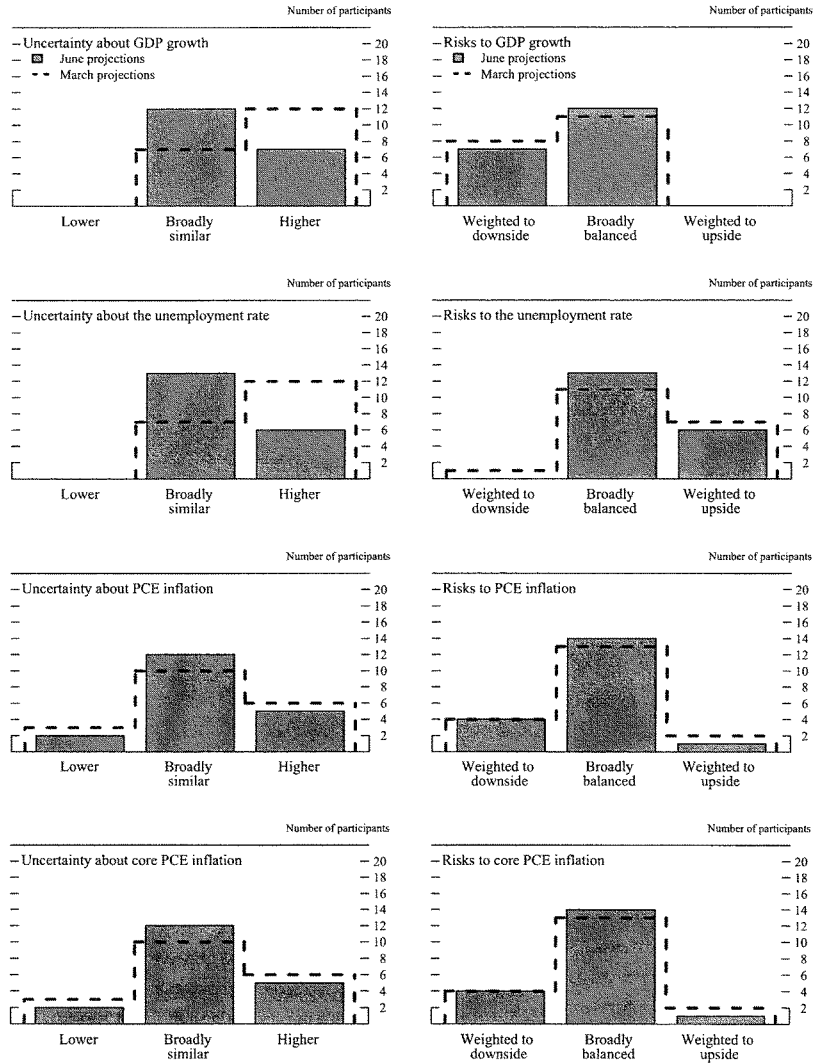 Number of participants
Uncertainty about GDP growth
June projections
March projections
20
18
16
14
12
10
8
6
4
2
Lower
Broadly similar
Higher
Number of participants
Risks to GDP growth
June projections
March projections
20
18
16
14
12
10
8
6
4
2
Weighted to downside
Broadly balanced
Weighted to upside
Number of participants
Uncertainty about the unemployment rate
20
18
16
14
12
10
8
6
4
2
Lower
Broadly similar
Higher
Number of participants
Risks to the unemployment rate
20
18
16
14
12
10
8
6
4
2
Weighted to downside
Broadly balanced
Weighted to upside
Number of participants
Uncertainty about PCE inflation
20
18
16
14
12
10
8
6
4
2
Lower
Broadly similar
Higher
Number of participants
Risks to PCE inflation
20
18
16
14
12
10
8
6
4
2
Weighted to downside
Broadly balanced
Weighted to upside
Number of participants
Uncertainty about core PCE inflation
20
18
16
14
12
10
8
6
4
2
Lower
Broadly similar
Higher
Number of participants
Risks to core PCE inflation
20
18
16
14
12
10
8
6
4
2
Weighted to downside
Broadly balanced
Weighted to upside